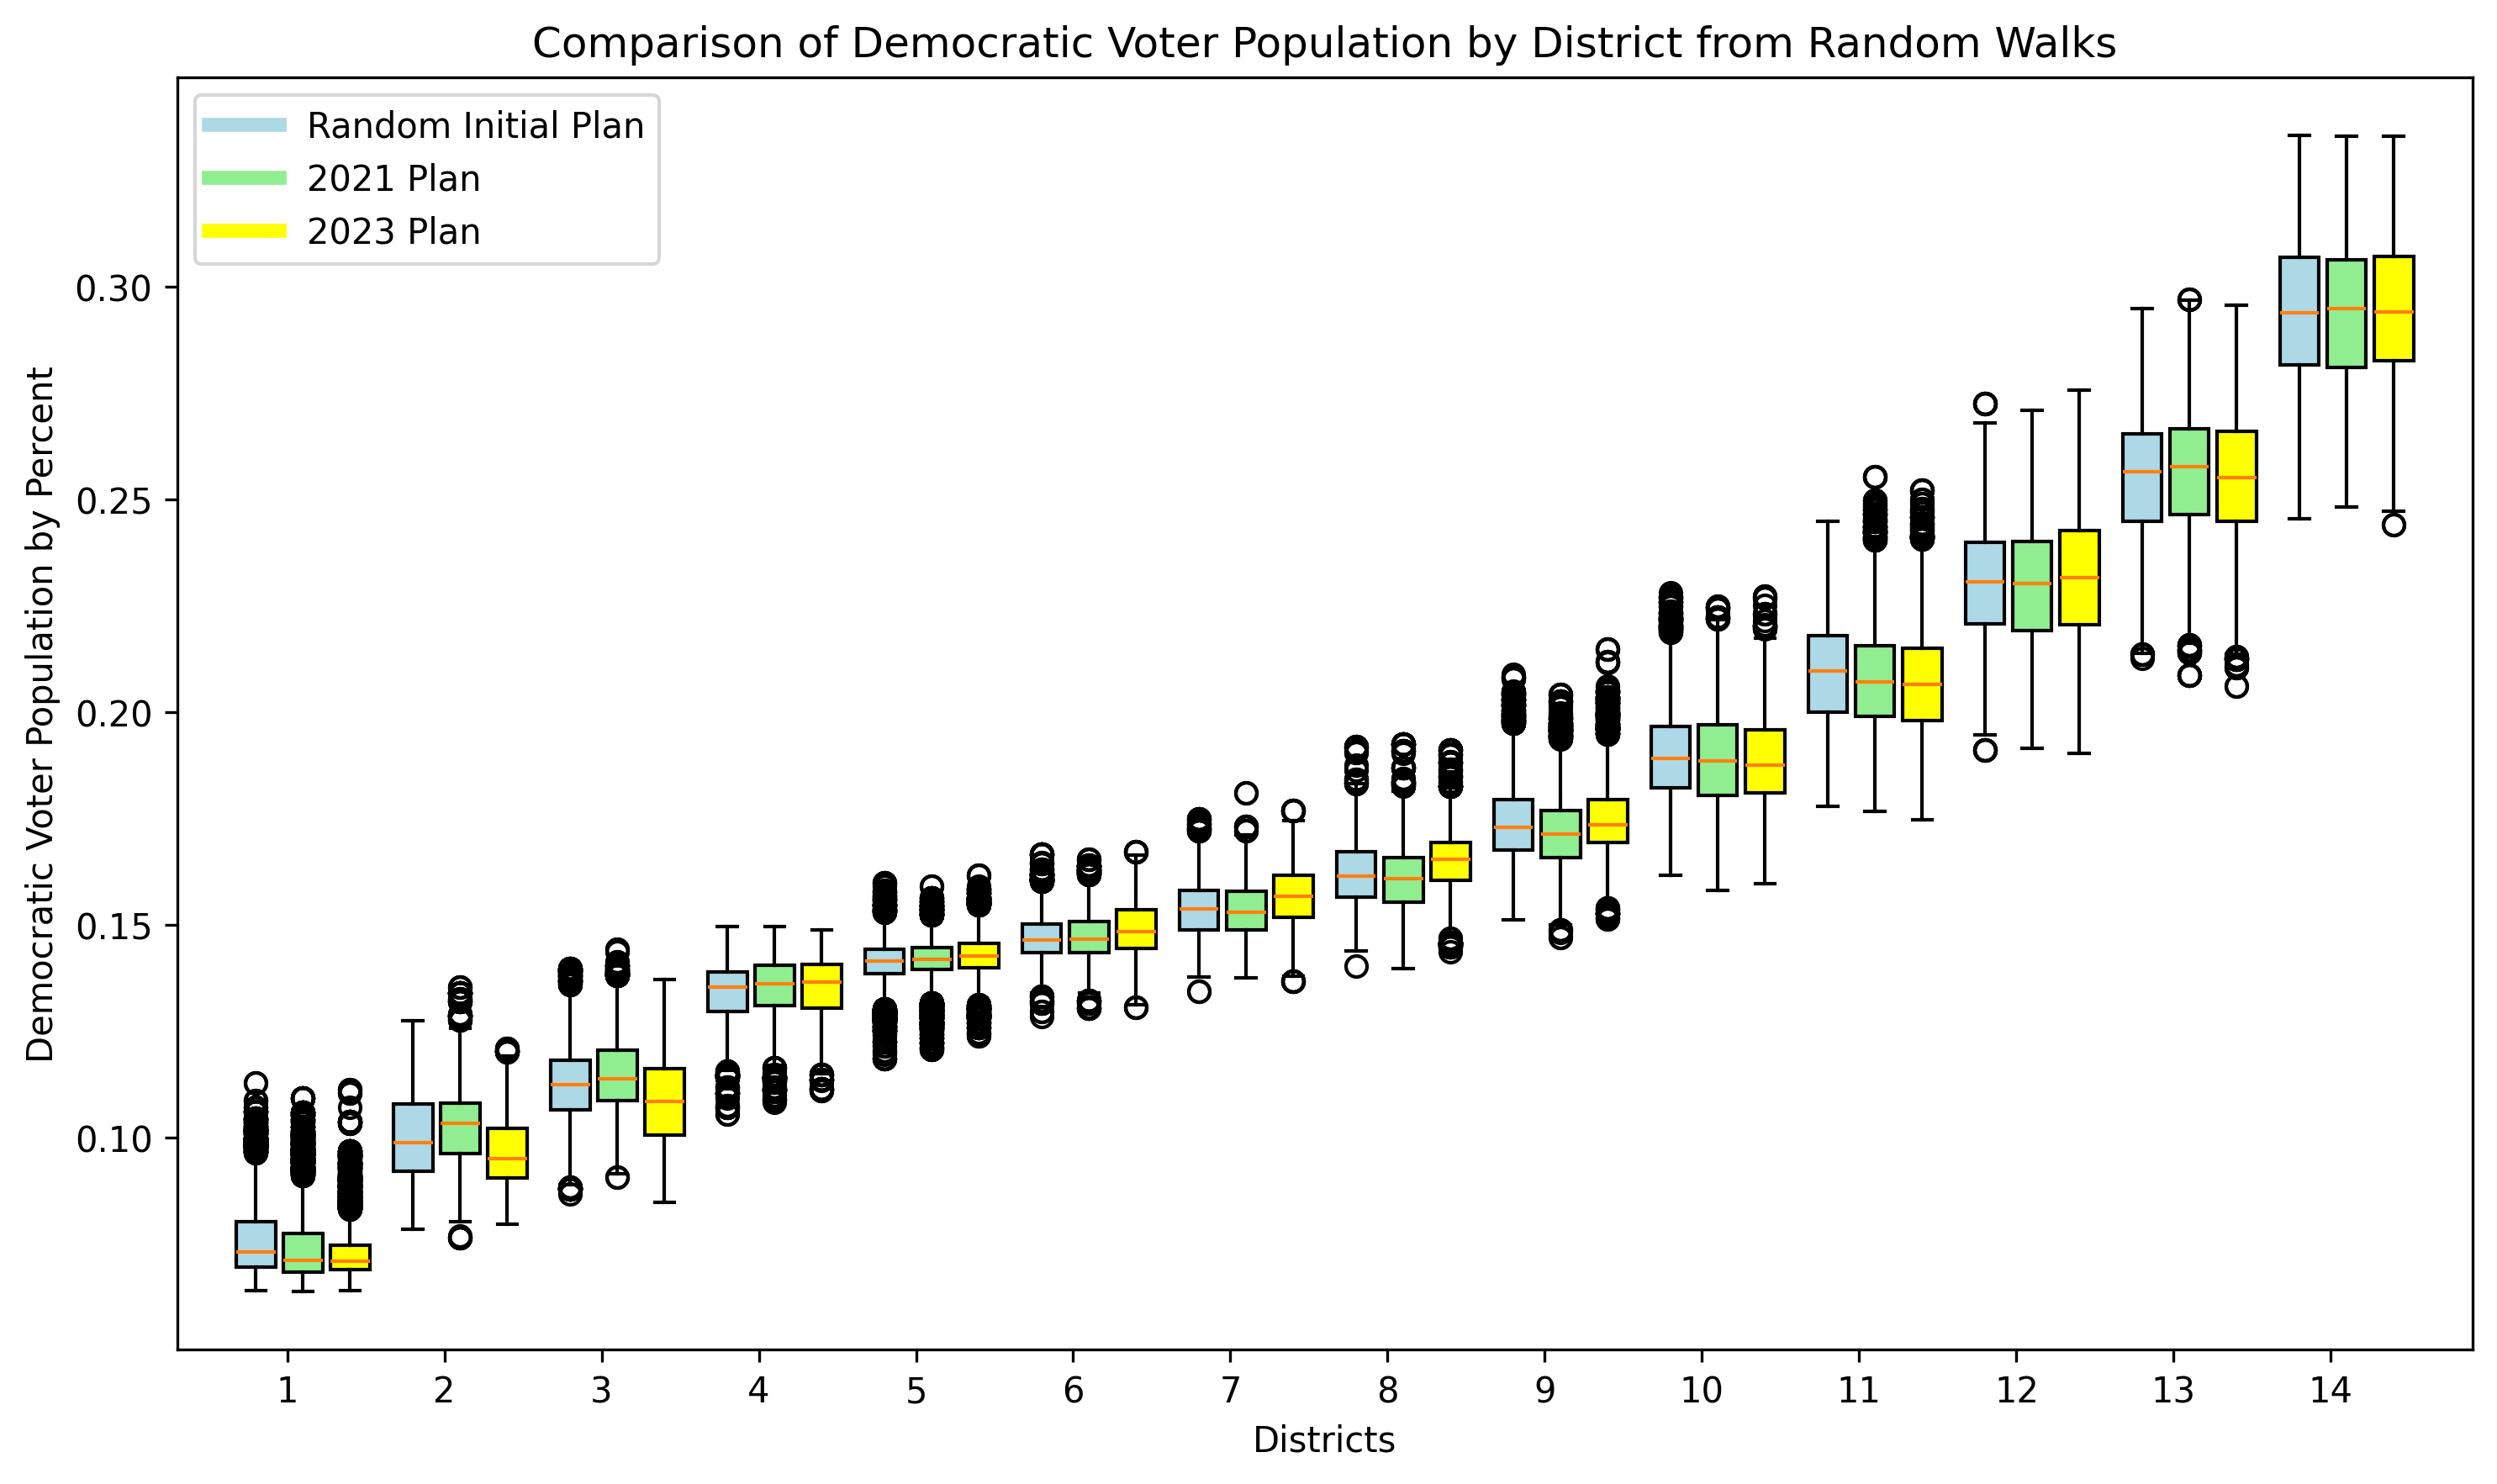 Comparison of Democratic Voter Population by District from Random Walks
Random Initial Plan
2021 Plan
2023 Plan
Democratic Voter Population by Percent
0.30
0.25
0.20
0.15
0.10
1 2 3 4 5 6 7 8 9 10 11 12 13 14
Districts